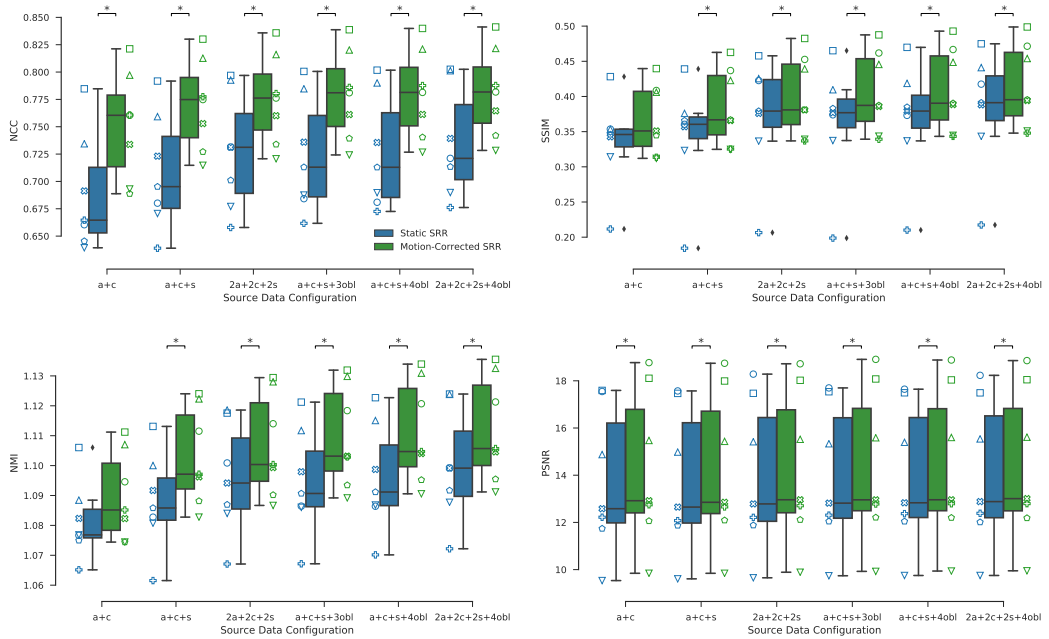 * * * * * *
0.850
0.825
0.800
0.775
0.750
0.725
0.700
0.675
0.650
NCC
Static SRR
Motion-Corrected SRR
a+c a+c+s 2a+2c+2s a+c+s+3obl a+c+s+4obl 2a+2c+2s+4obl
Source Data Configuration
* * * * *
0.50
0.45
0.40
0.35
0.30
0.25
0.20
SSIM
a+c a+c+s 2a+2c+2s a+c+s+3obl a+c+s+4obl 2a+2c+2s+4obl
Source Data Configuration
* * * * *
1.13
1.12
1.11
1.10
1.09
1.08
1.07
1.06
NMI
a+c a+c+s 2a+2c+2s a+c+s+3obl a+c+s+4obl 2a+2c+2s+4obl
Source Data Configuration
* * * * * *
18
16
14
12
10
PSNR
a+c a+c+s 2a+2c+2s a+c+s+3obl a+c+s+4obl 2a+2c+2s+4obl
Source Data Configuration